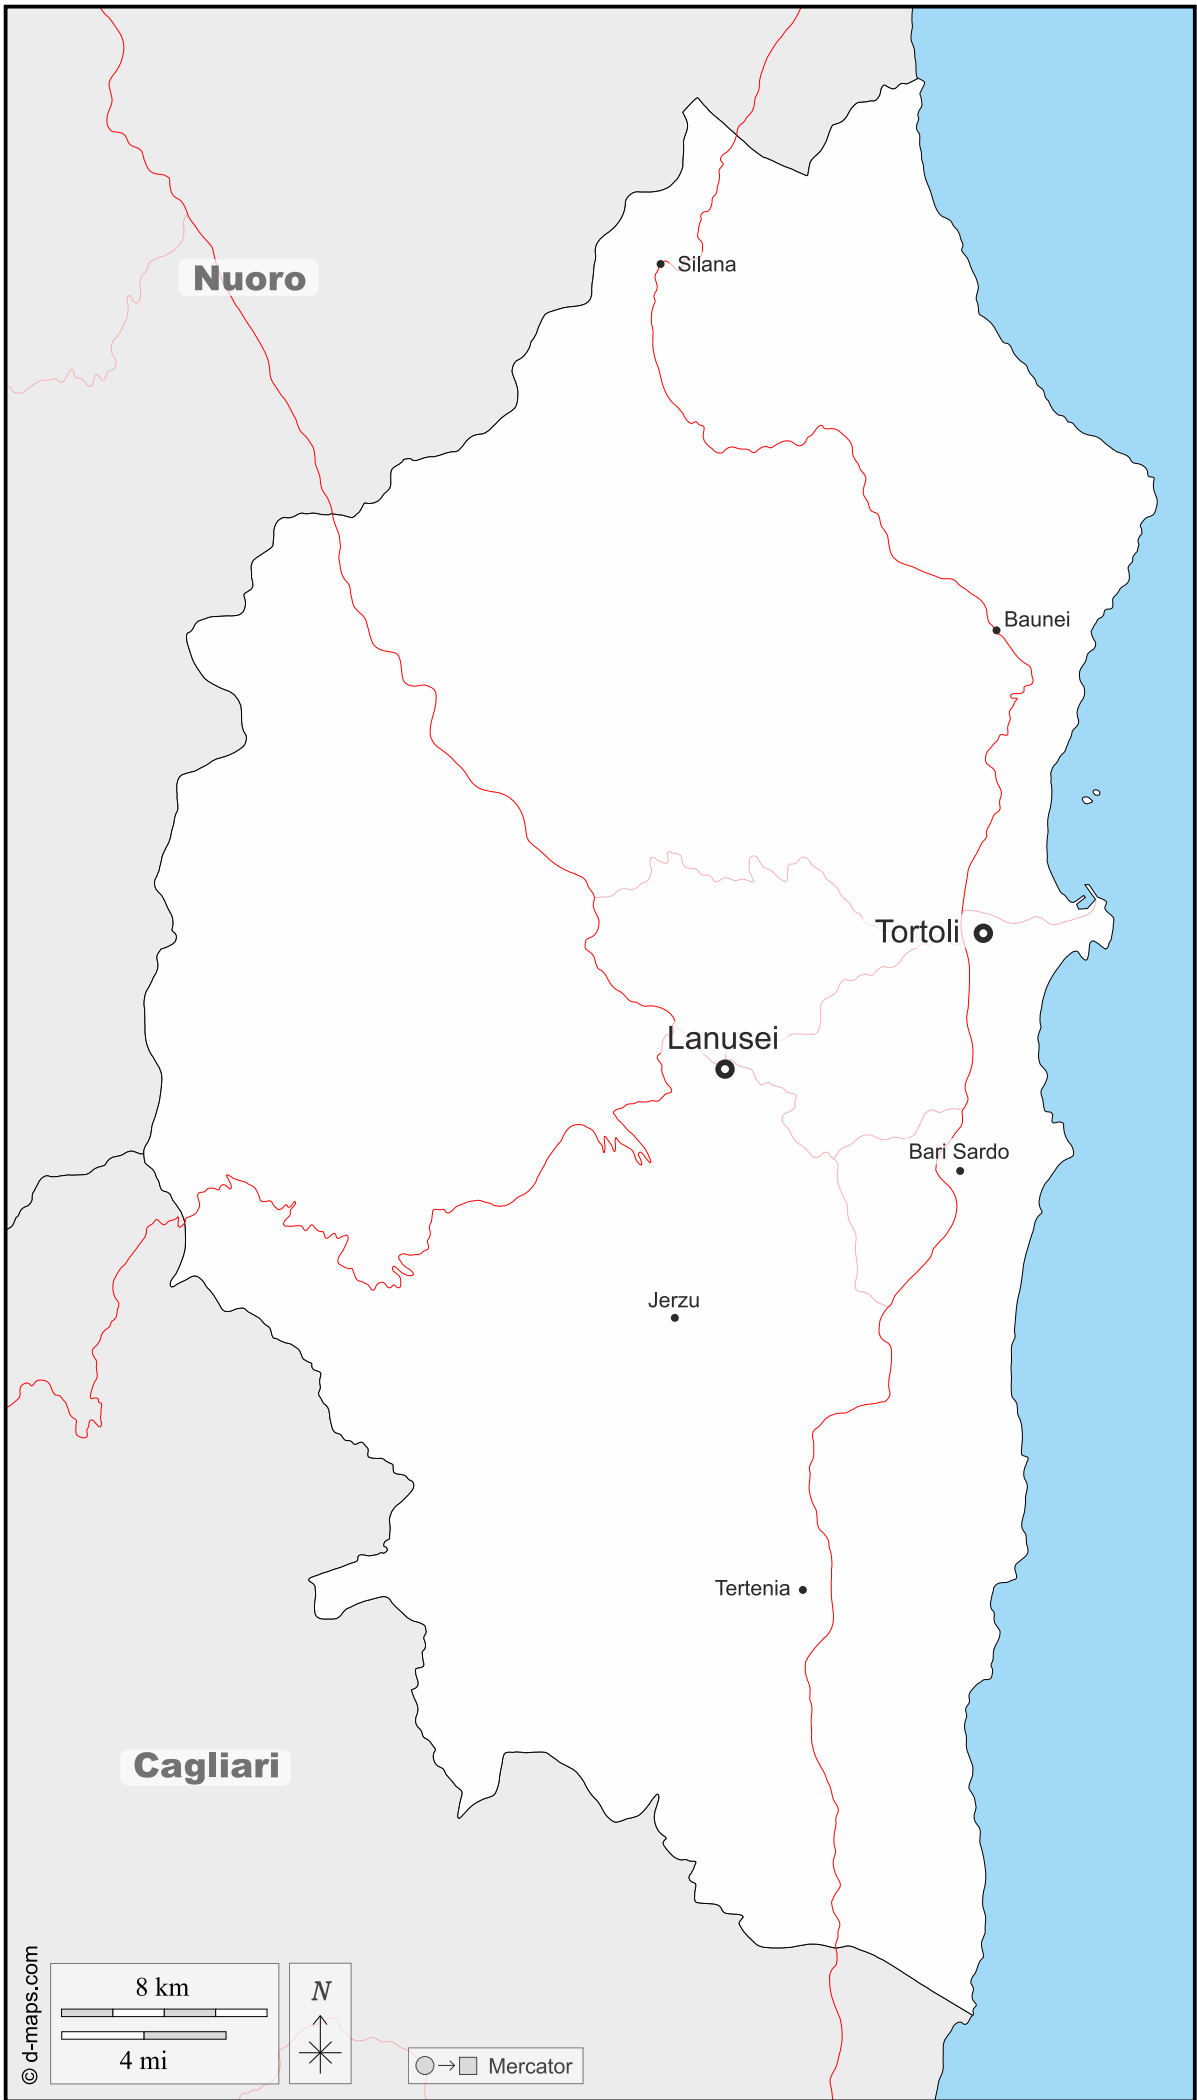 Silana
Nuoro
Baunei
Tortoli
Lanusei
Bari Sardo
Jerzu
Tertenia
Cagliari
© d-maps.com
8 km
4 mi
N
Mercator